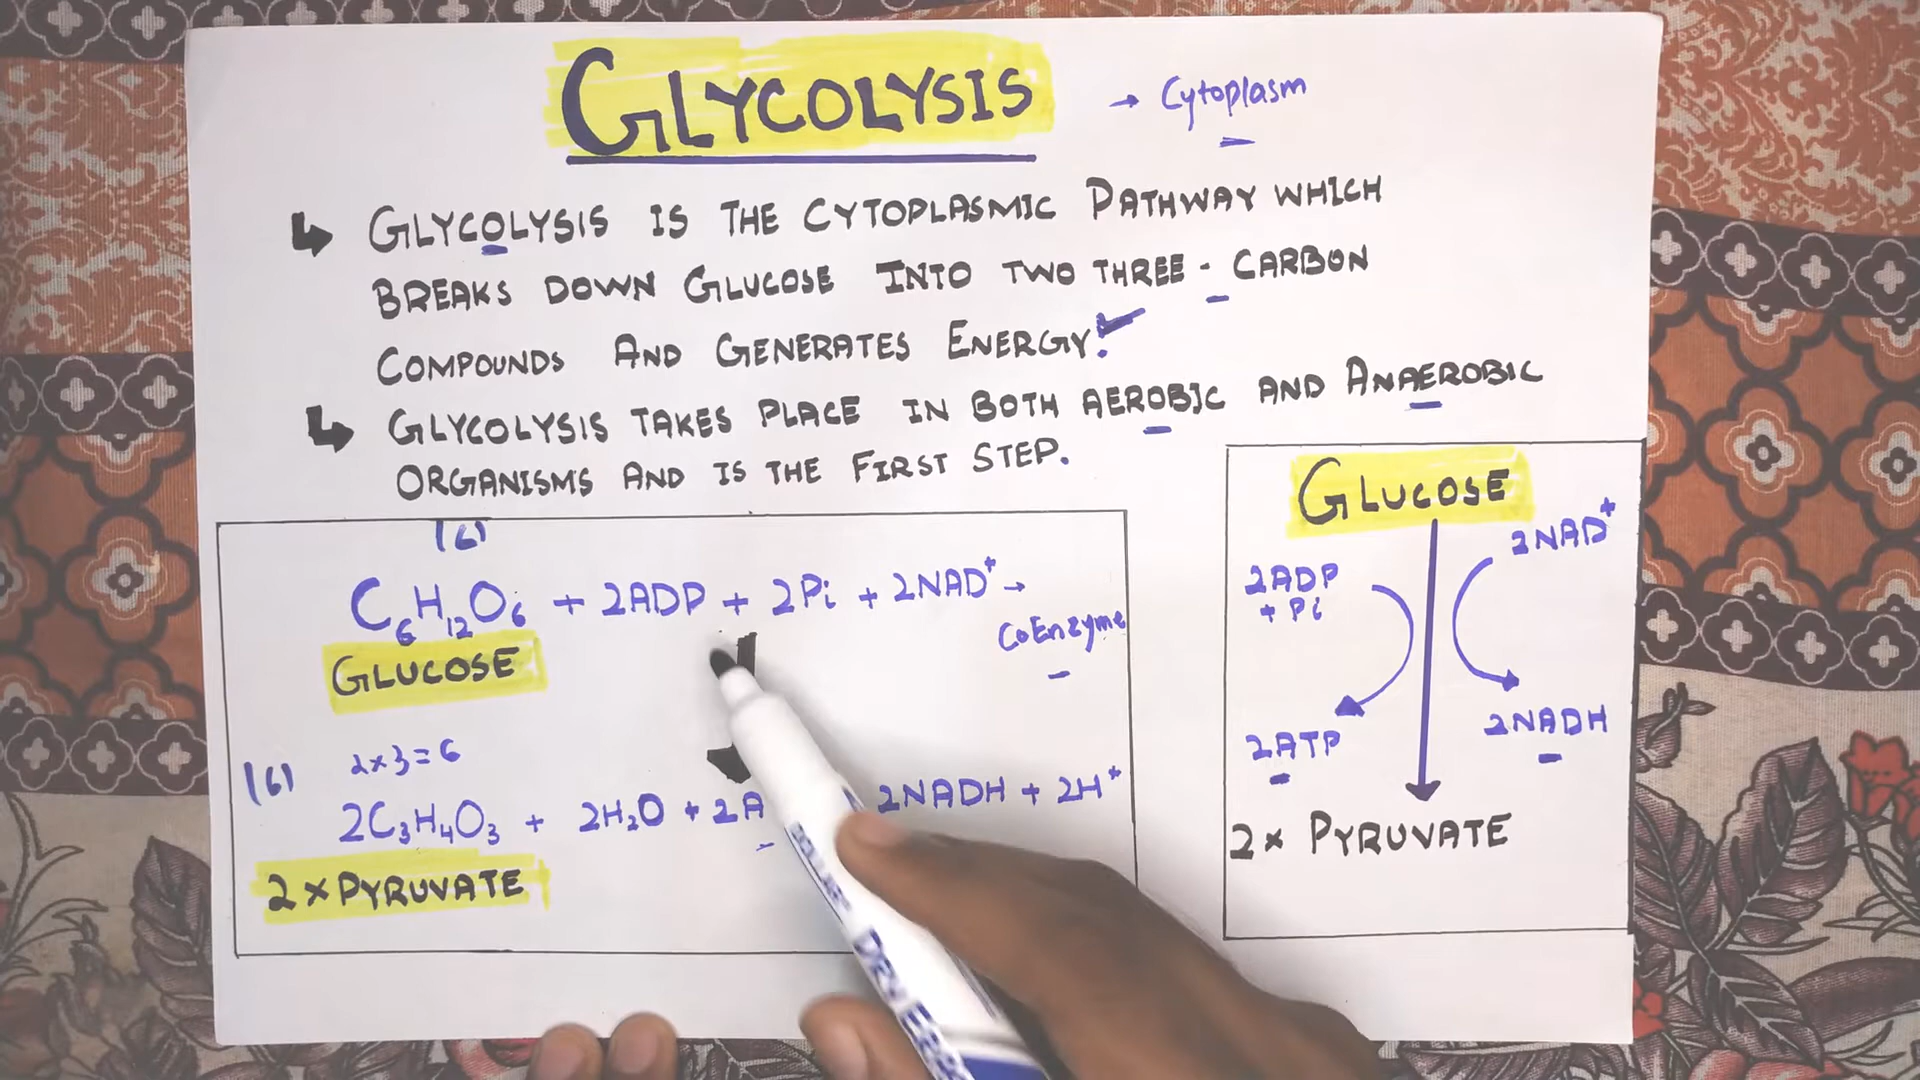 GLYCOLYSIS → Cytoplasm
GLYCOLYSIS IS THE CYTOPLASMIC PATHWAY WHICH
BREAKS DOWN GLUCOSE INTO TWO THREE - CARBON
COMPOUNDS AND GENERATES ENERGY.
GLYCOLYSIS TAKES PLACE IN BOTH AEROBIC AND ANAEROBIC
ORGANISMS AND IS THE FIRST STEP.
(6)
C₆H₁₂O₆ + 2ADP + 2Pi + 2NAD⁺ →
CoEnzyme
GLUCOSE
2x3=6
(6)
2C₃H₄O₃ + 2H₂O + 2A 2NADH + 2H⁺
2 x PYRUVATE
GLUCOSE
2NAD⁺
2ADP
+ Pi
2ATP
2NADH
2 x PYRUVATE